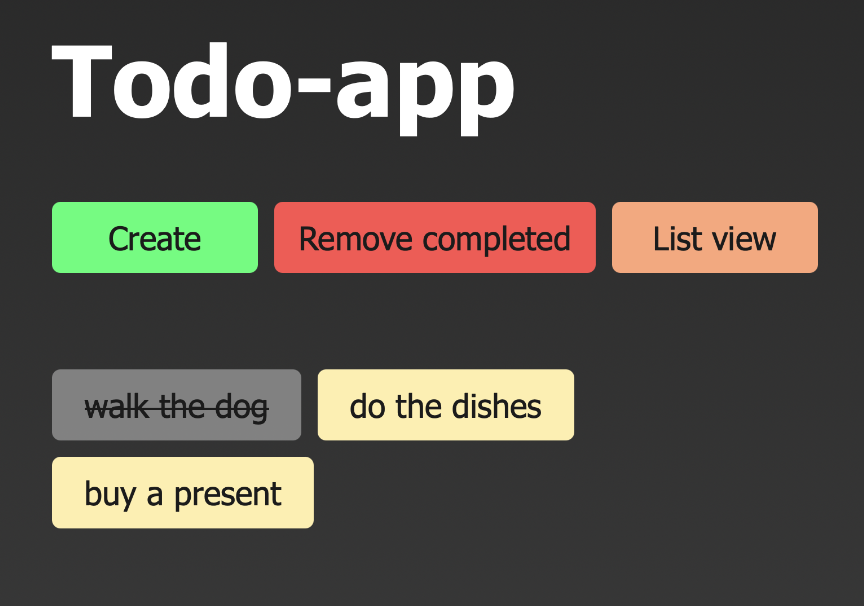 Todo-app
Create Remove completed List view
walk the dog do the dishes
buy a present